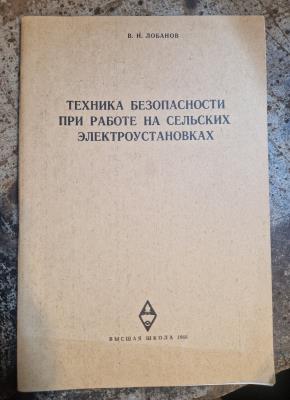 В. Н. ЛОБАНОВ
ТЕХНИКА БЕЗОПАСНОСТИ
ПРИ РАБОТЕ НА СЕЛЬСКИХ
ЭЛЕКТРОУСТАНОВКАХ
ВЫСШАЯ ШКОЛА